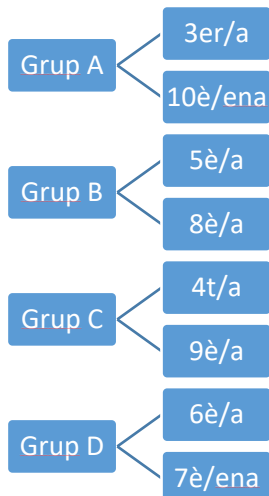 Grup A
3er/a
10è/ena
Grup B
5è/a
8è/a
Grup C
4t/a
9è/a
Grup D
6è/a
7è/ena